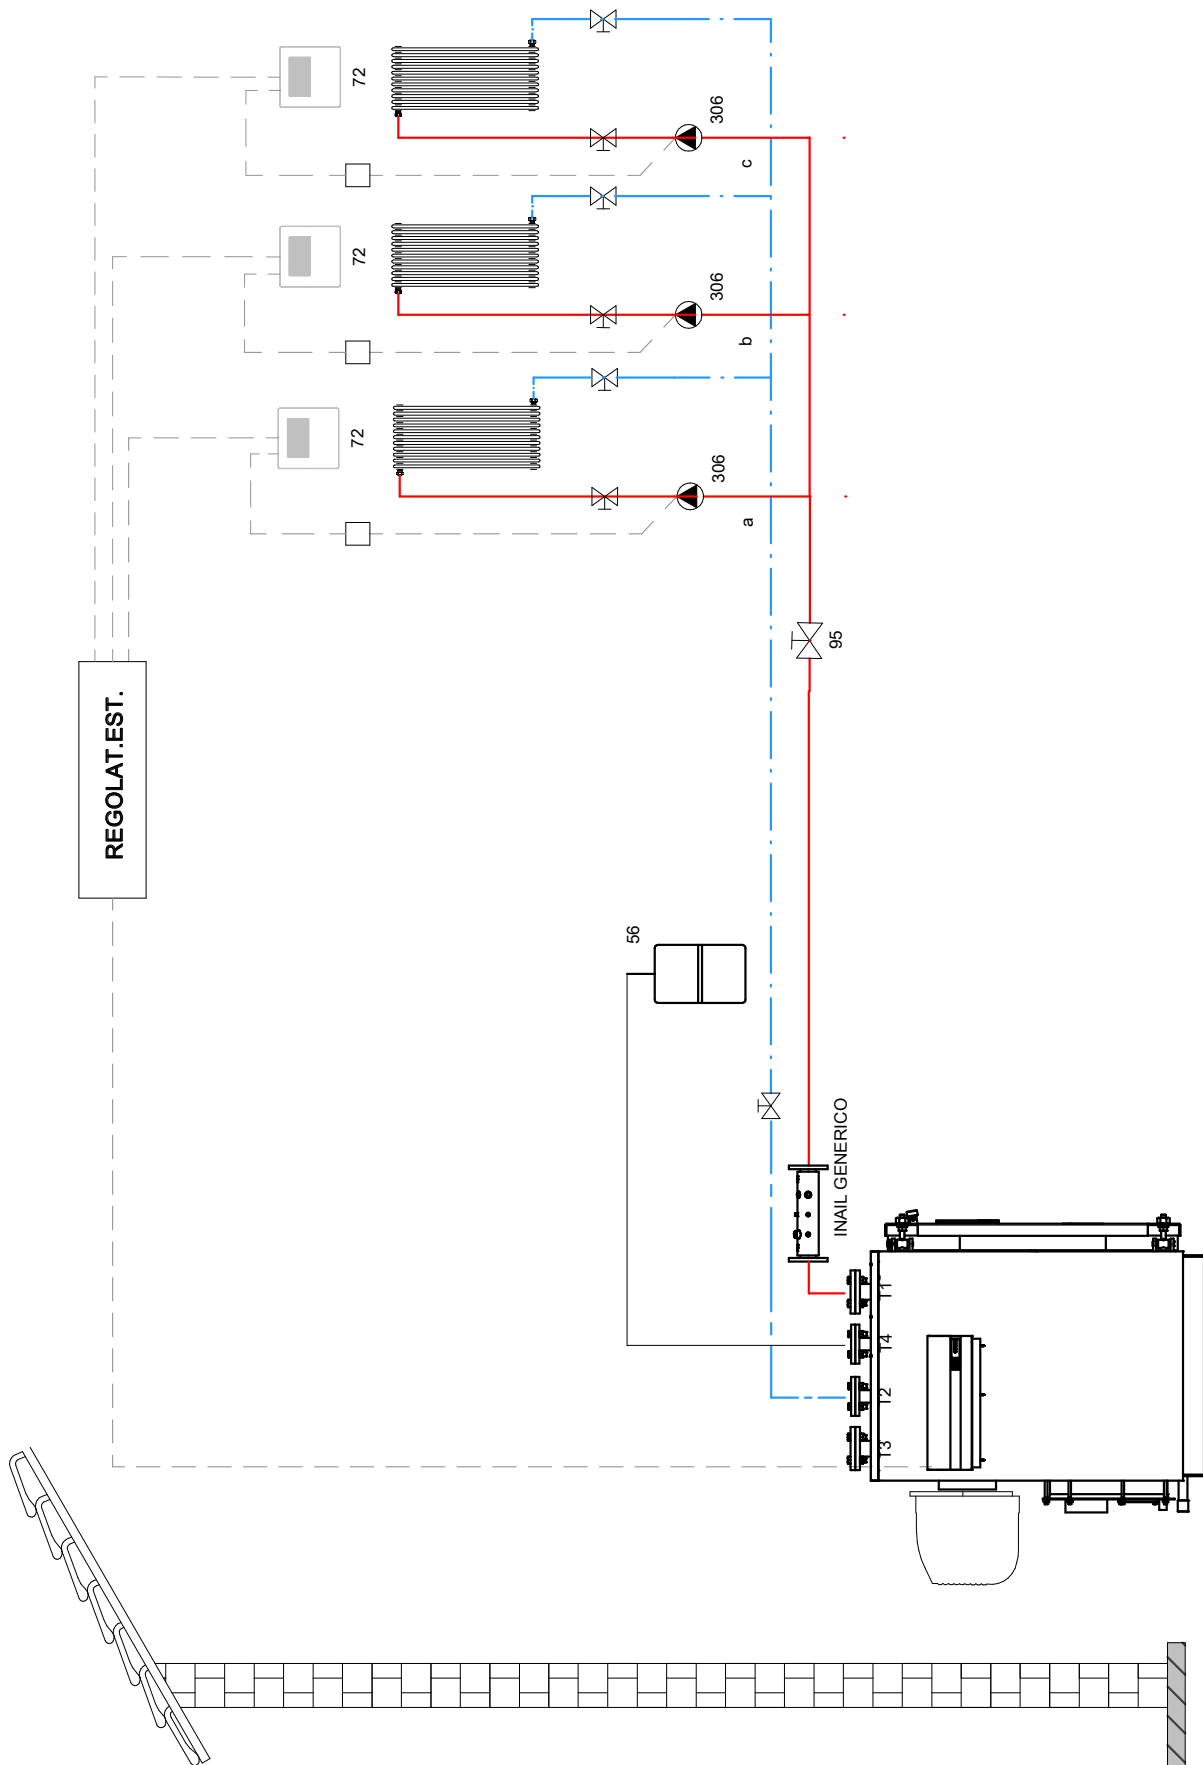 REGOLAT.EST.
72
72
72
306
306
306
c
b
a
95
56
INAIL GENERICO
T3
T2
T4
T1